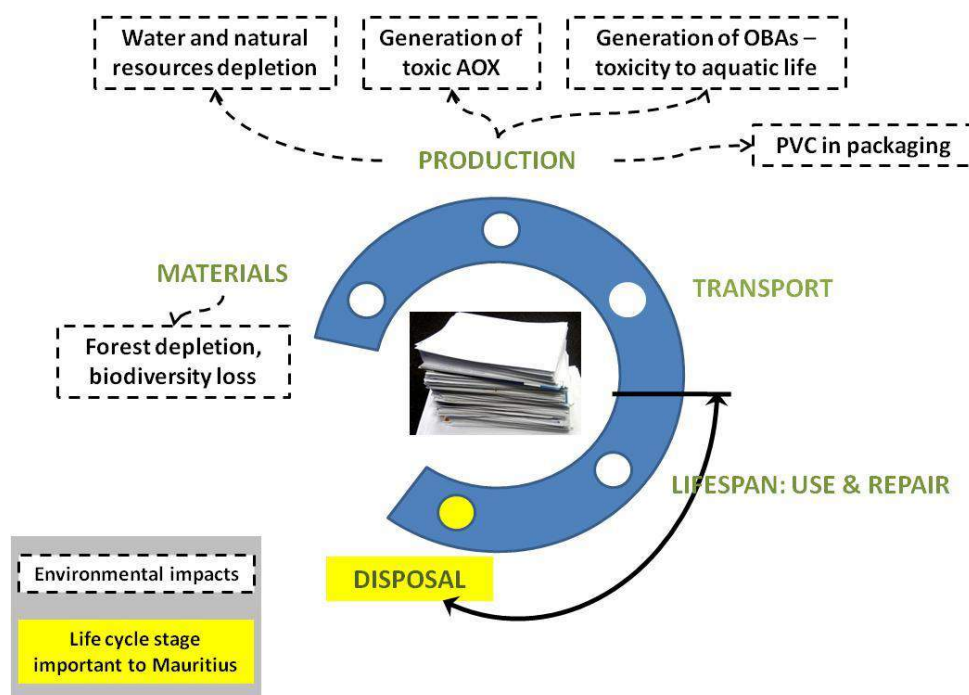 Water and natural
resources depletion
Generation of
toxic AOX
Generation of OBAs –
toxicity to aquatic life
PRODUCTION
PVC in packaging
MATERIALS
TRANSPORT
Forest depletion,
biodiversity loss
LIFESPAN: USE & REPAIR
DISPOSAL
Environmental impacts
Life cycle stage
important to Mauritius